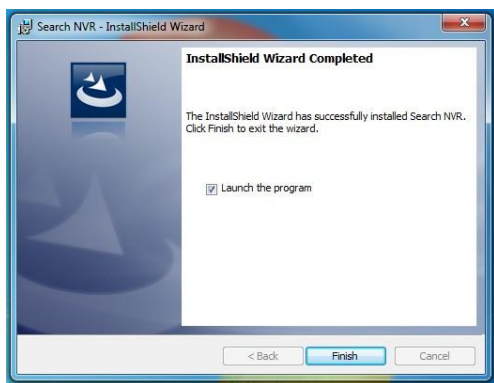 Search NVR - InstallShield Wizard
InstallShield Wizard Completed
The InstallShield Wizard has successfully installed Search NVR.
Click Finish to exit the wizard.
Launch the program
< Back
Finish
Cancel